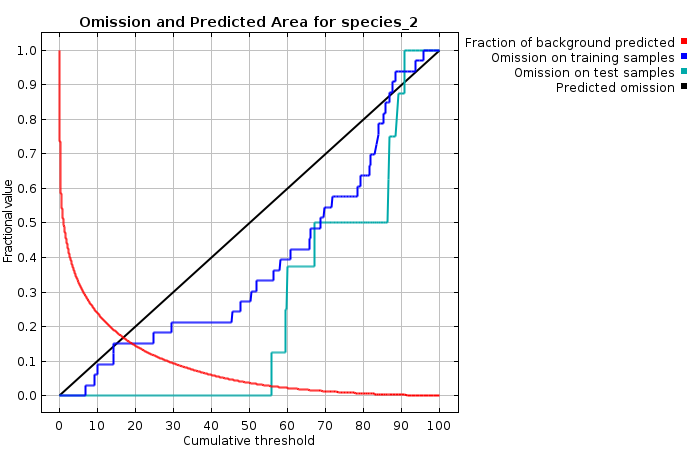 Omission and Predicted Area for species_2
Fraction of background predicted
Omission on training samples
Omission on test samples
Predicted omission
Fractional value
1.0
0.9
0.8
0.7
0.6
0.5
0.4
0.3
0.2
0.1
0.0
0 10 20 30 40 50 60 70 80 90 100
Cumulative threshold